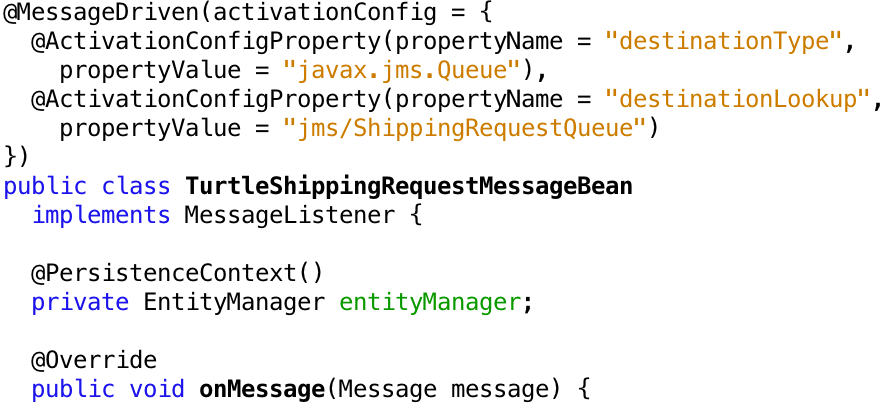 @MessageDriven(activationConfig = {
  @ActivationConfigProperty(propertyName = "destinationType",
    propertyValue = "javax.jms.Queue"),
  @ActivationConfigProperty(propertyName = "destinationLookup",
    propertyValue = "jms/ShippingRequestQueue")
})
public class TurtleShippingRequestMessageBean
  implements MessageListener {
  @PersistenceContext()
  private EntityManager entityManager;
  @Override
  public void onMessage(Message message) {